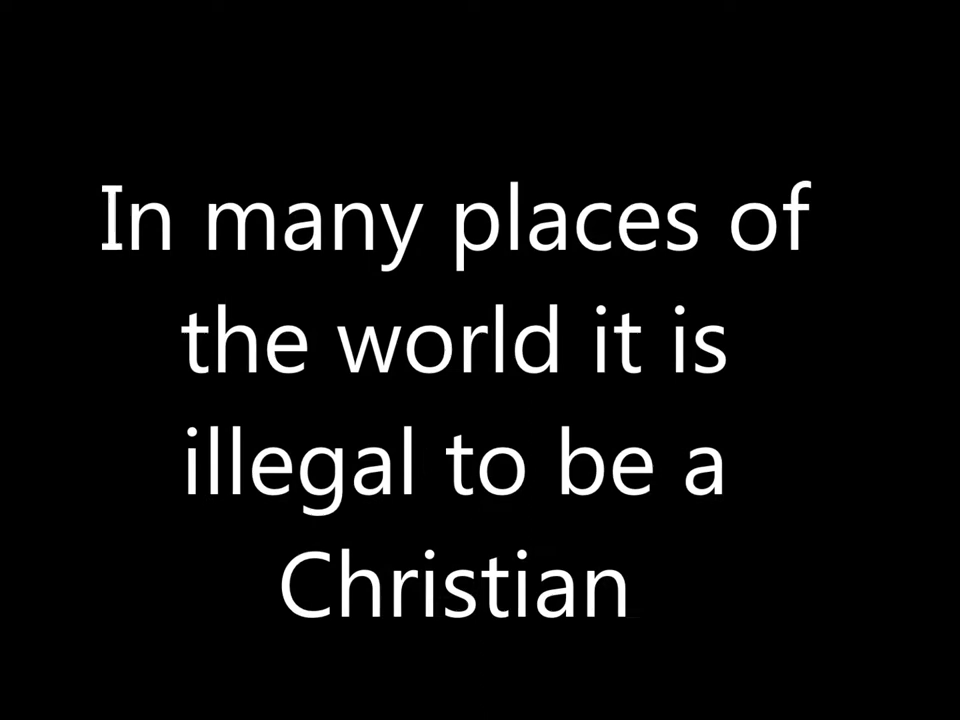 In many places of
the world it is
illegal to be a
Christian